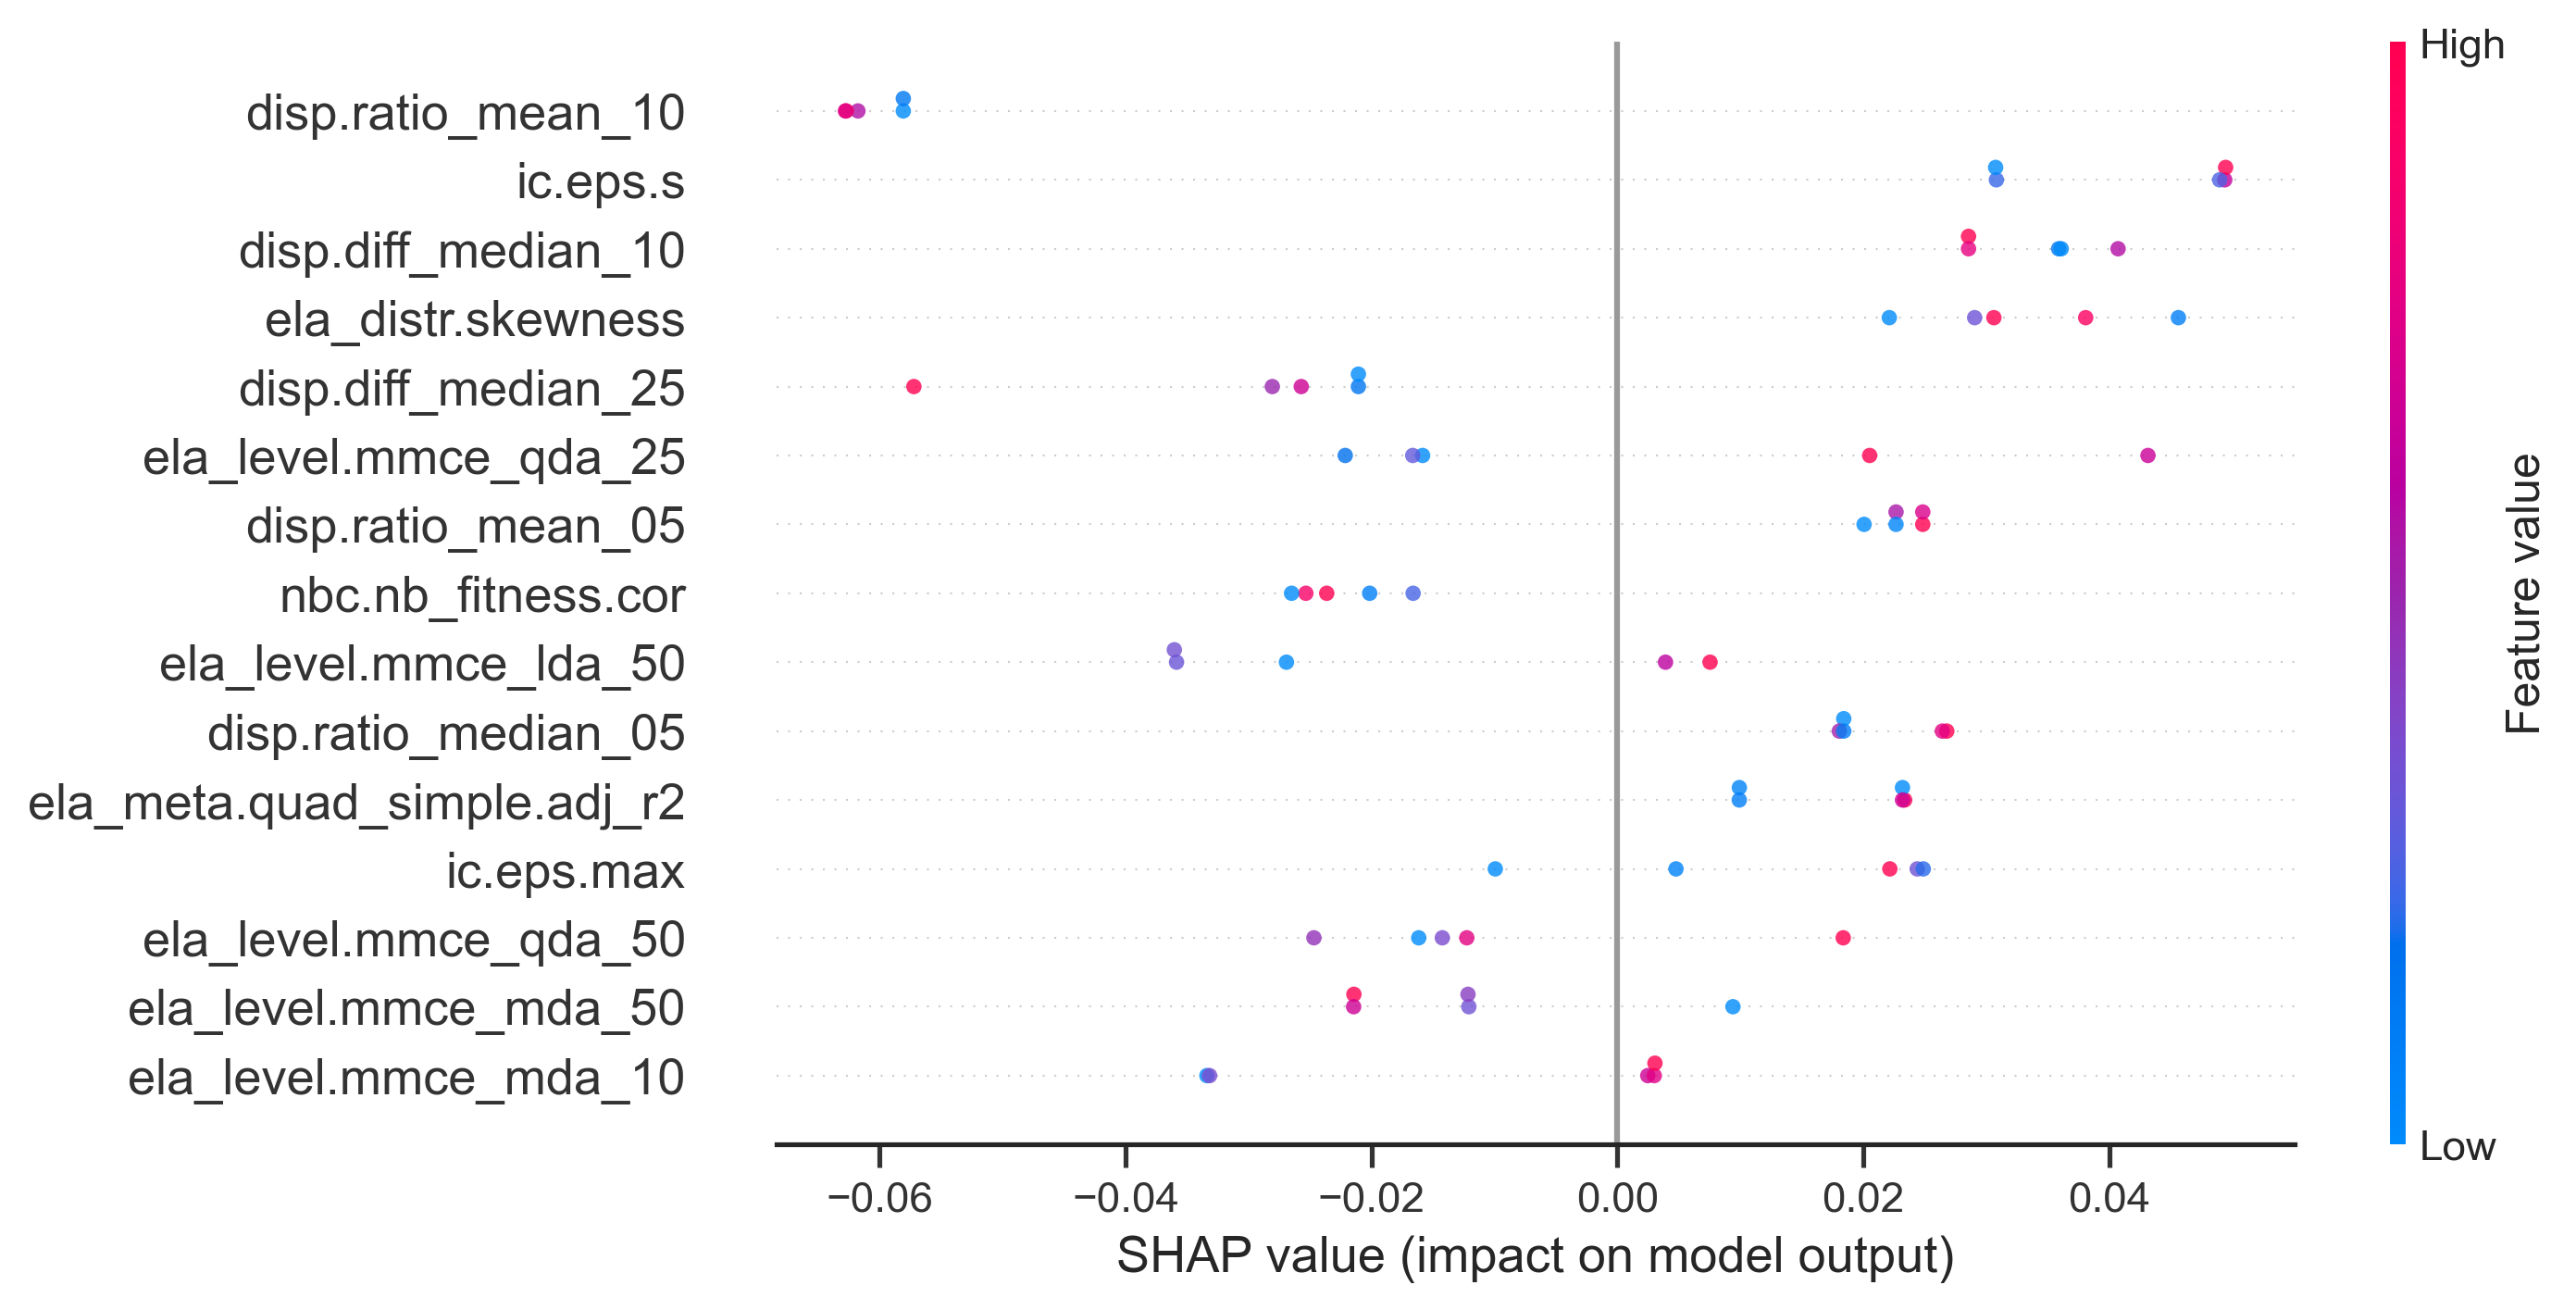 High
disp.ratio_mean_10
ic.eps.s
disp.diff_median_10
ela_distr.skewness
disp.diff_median_25
ela_level.mmce_qda_25
disp.ratio_mean_05
nbc.nb_fitness.cor
ela_level.mmce_lda_50
disp.ratio_median_05
ela_meta.quad_simple.adj_r2
ic.eps.max
ela_level.mmce_qda_50
ela_level.mmce_mda_50
ela_level.mmce_mda_10
Feature value
Low
−0.06 −0.04 −0.02 0.00 0.02 0.04
SHAP value (impact on model output)